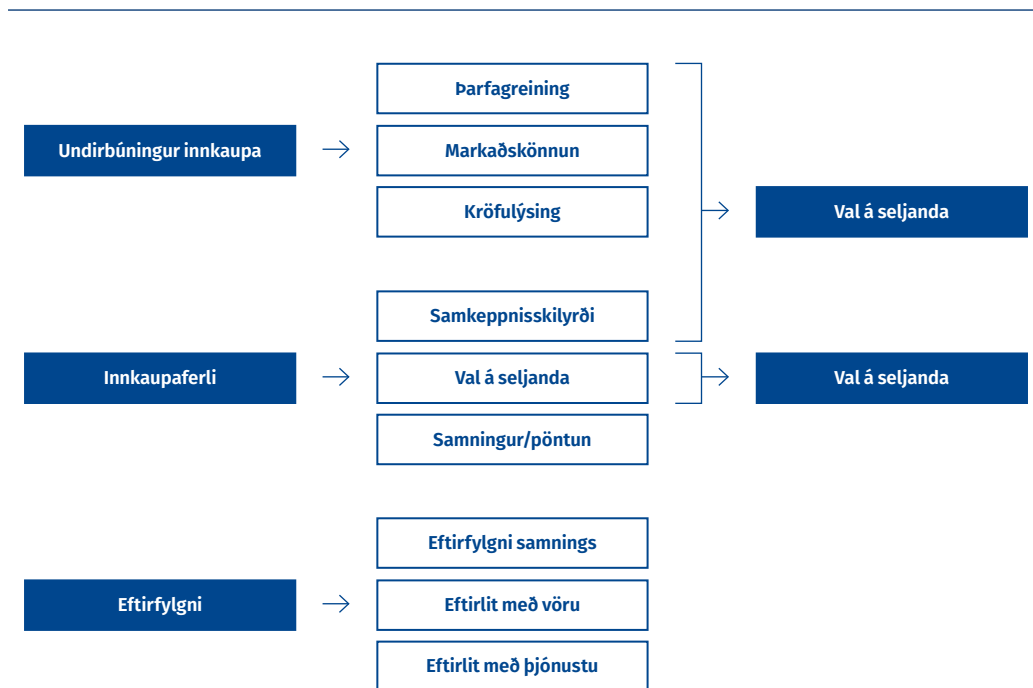 Þarfagreining
Undirbúningur innkaupa
Markaðskönnun
Kröfulýsing
Val á seljanda
Samkeppnisskilyrði
Innkaupaferli
Val á seljanda
Val á seljanda
Samningur/pöntun
Eftirfylgni samnings
Eftirfylgni
Eftirlit með vöru
Eftirlit með þjónustu